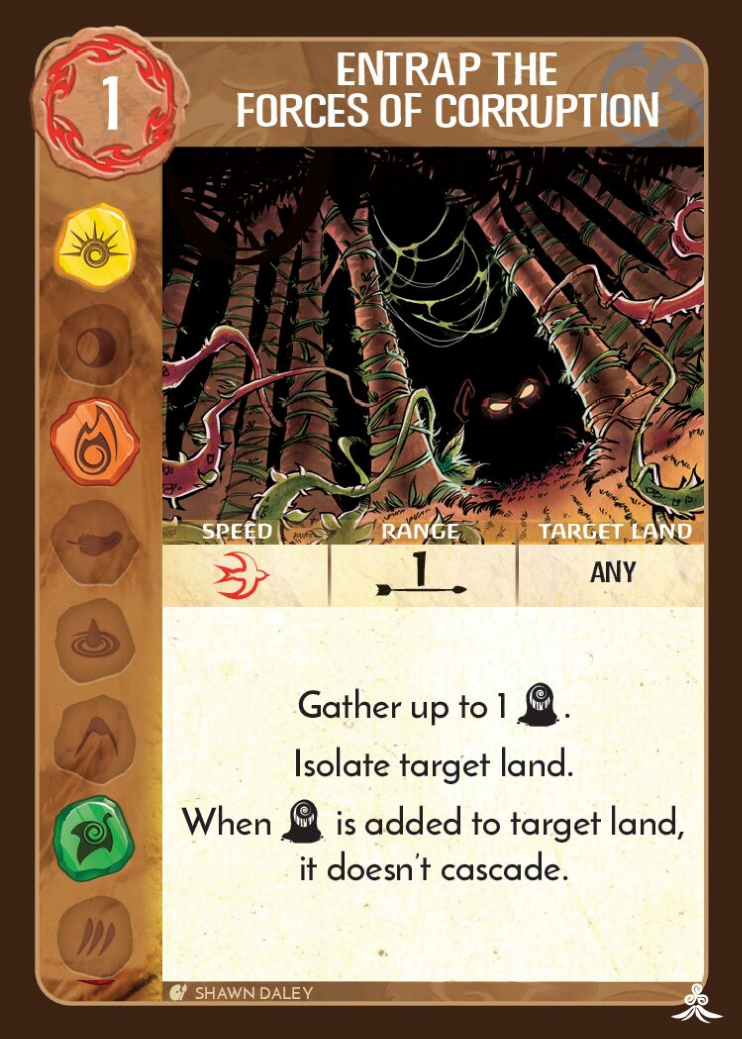 1
ENTRAP THE
FORCES OF CORRUPTION
SPEED RANGE TARGET LAND
1 ANY
Gather up to 1 .
Isolate target land.
When is added to target land,
it doesn't cascade.
SHAWN DALEY